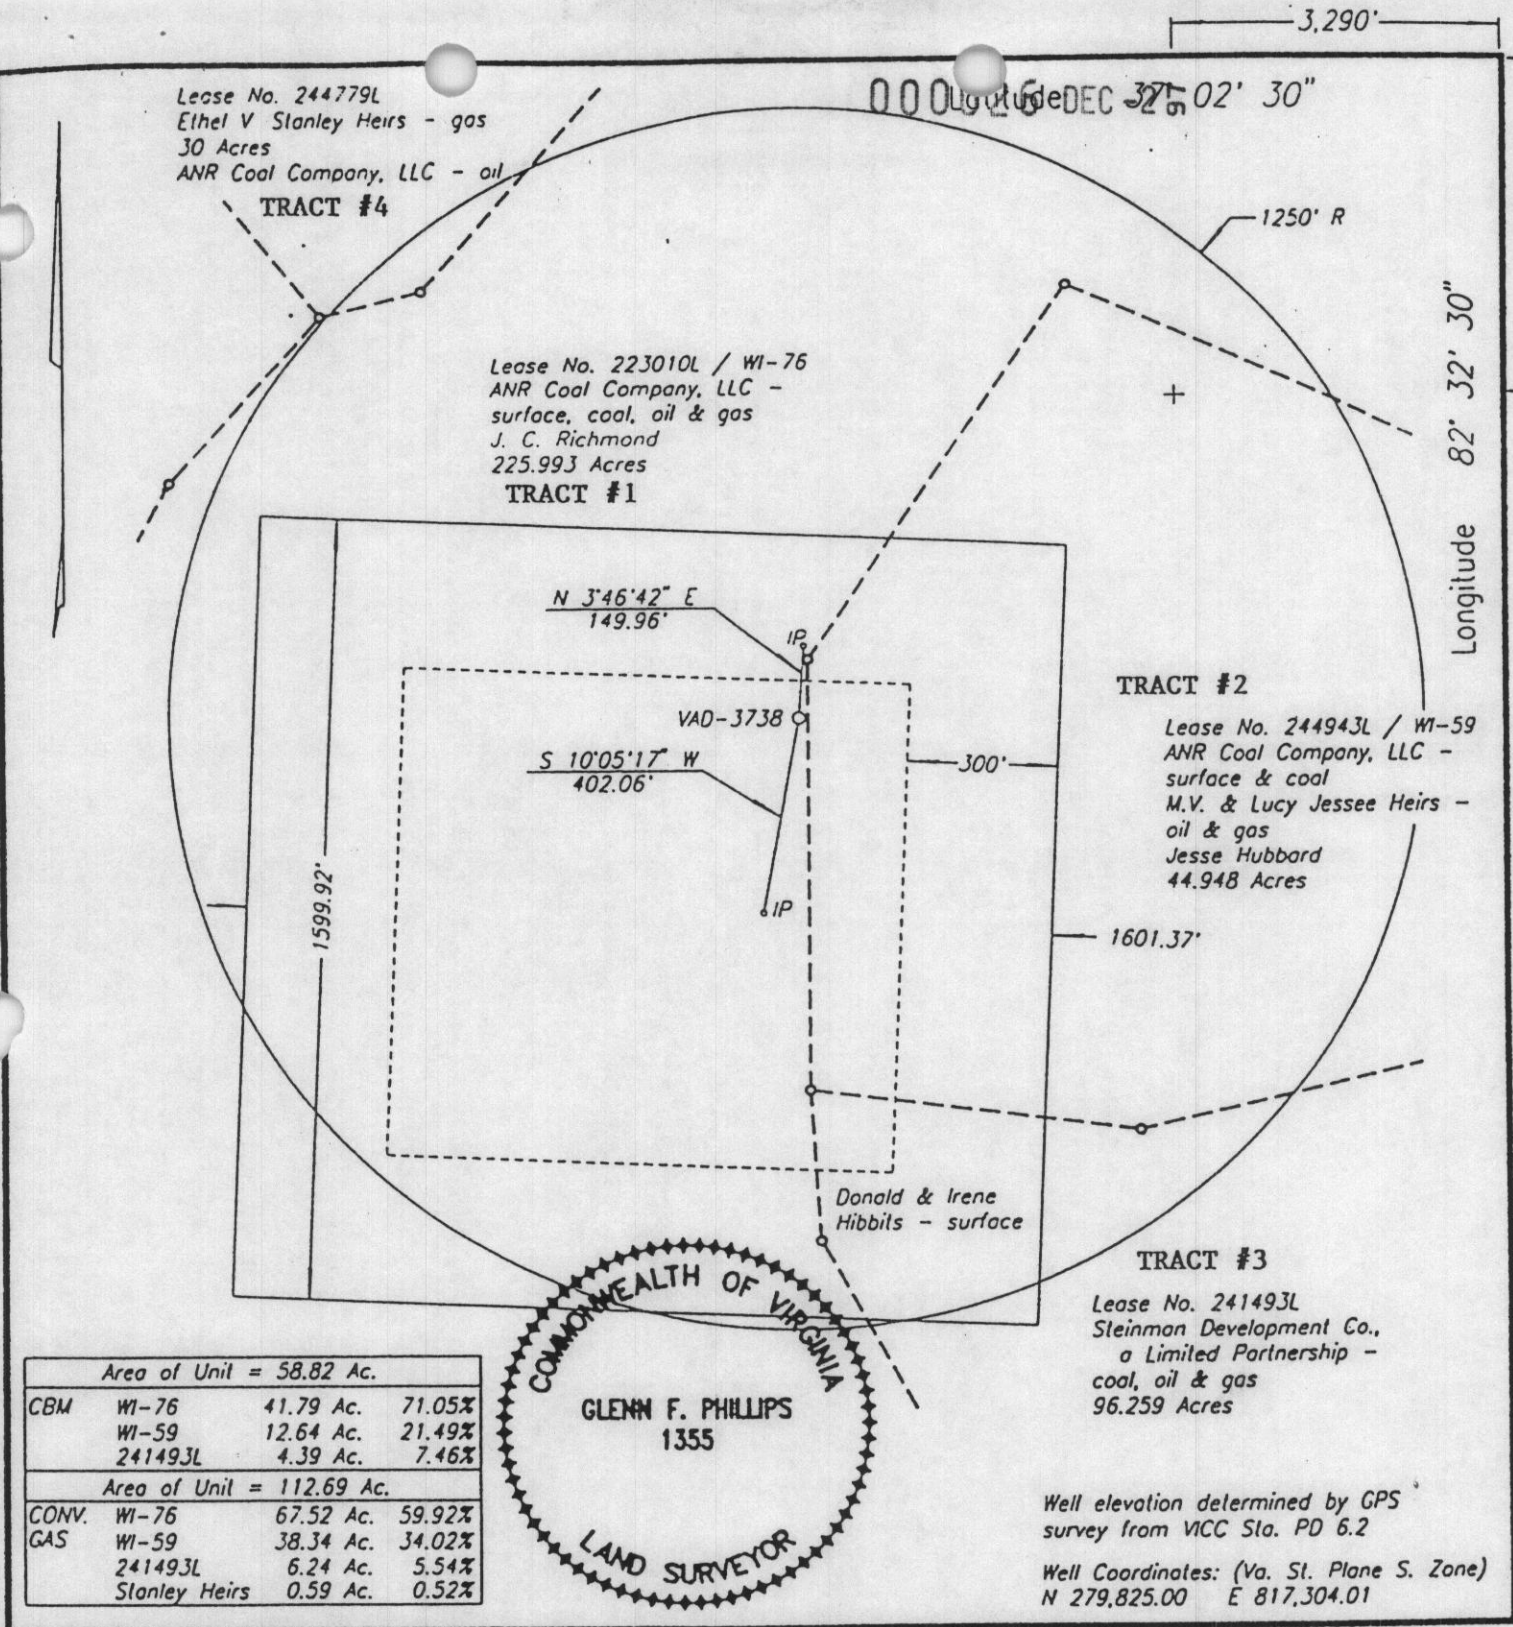 3,290'
Lease No. 244779L
Ethel V Stanley Heirs - gas
30 Acres
ANR Coal Company, LLC - oil
TRACT #4
DEC
37° 02' 30"
1250' R
Longitude 82° 32' 30"
Lease No. 223010L / WI-76
ANR Coal Company, LLC -
surface, coal, oil & gas
J. C. Richmond
225.993 Acres
TRACT #1
N 3°46'42" E
149.96'
IP
VAD-3738
S 10°05'17" W
402.06'
IP
300'
1599.92'
1601.37'
TRACT #2
Lease No. 244943L / WI-59
ANR Coal Company, LLC -
surface & coal
M.V. & Lucy Jessee Heirs -
oil & gas
Jesse Hubbard
44.948 Acres
Donald & Irene
Hibbits - surface
TRACT #3
Lease No. 241493L
Steinman Development Co.,
a Limited Partnership -
coal, oil & gas
96.259 Acres
COMMONWEALTH OF VIRGINIA
GLENN F. PHILLIPS
1355
LAND SURVEYOR
Area of Unit = 58.82 Ac.
CBM WI-76 41.79 Ac. 71.05%
WI-59 12.64 Ac. 21.49%
241493L 4.39 Ac. 7.46%
Area of Unit = 112.69 Ac.
CONV. WI-76 67.52 Ac. 59.92%
GAS WI-59 38.34 Ac. 34.02%
241493L 6.24 Ac. 5.54%
Stanley Heirs 0.59 Ac. 0.52%
Well elevation determined by GPS
survey from VICC Sta. PD 6.2
Well Coordinates: (Va. St. Plane S. Zone)
N 279,825.00 E 817,304.01